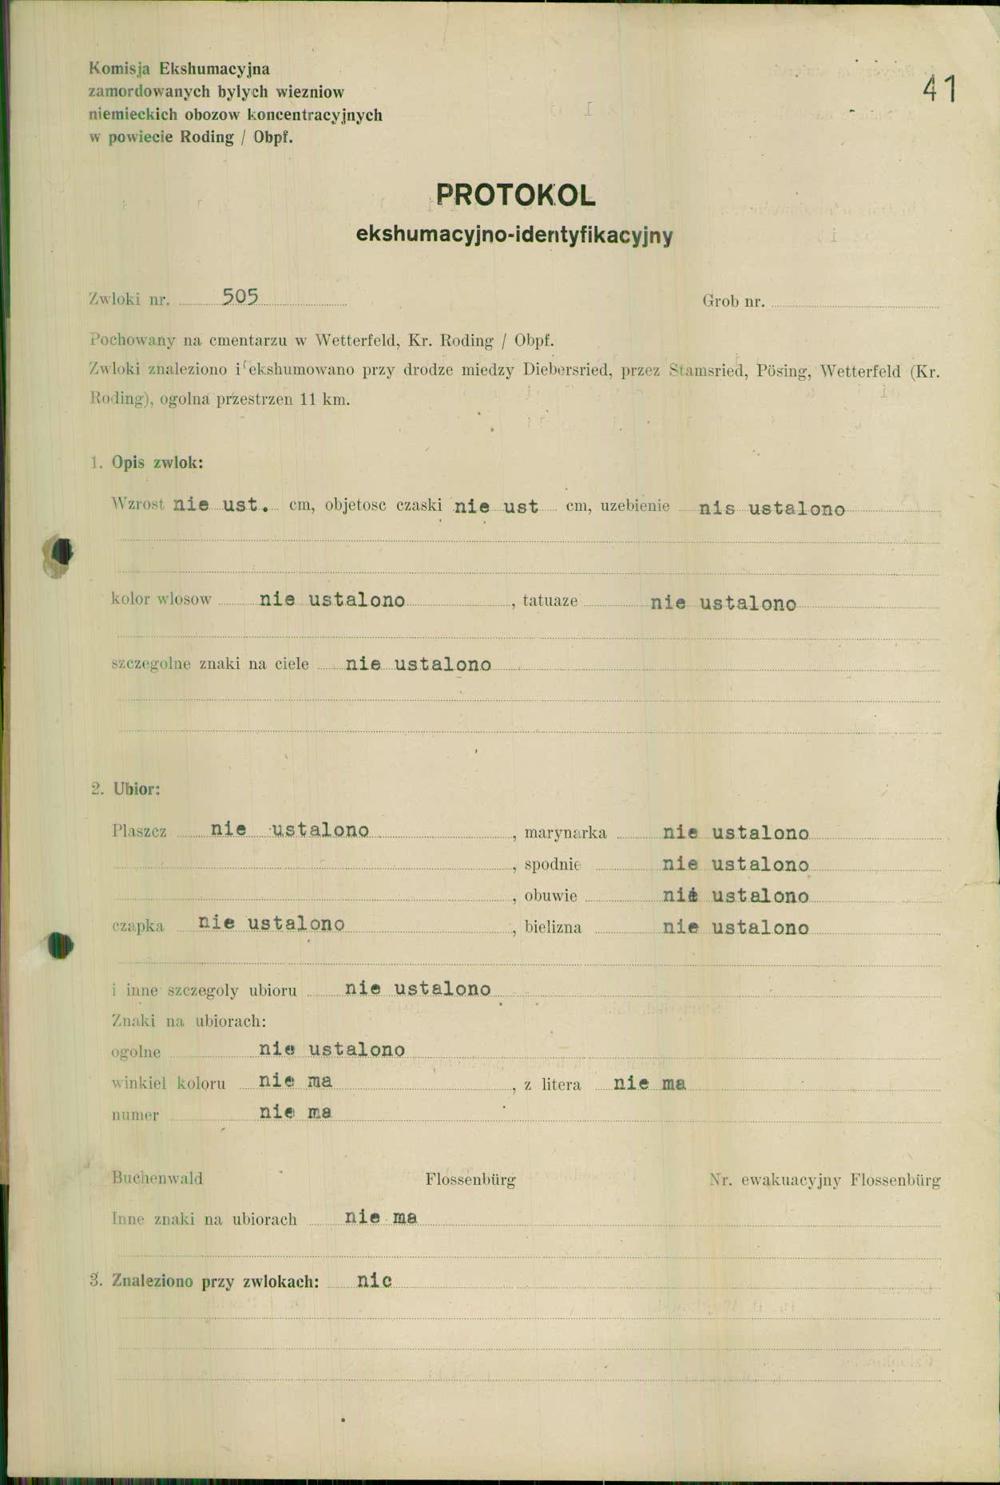 41
Komisja Ekshumacyjna
zamordowanych bylych wiezniow
niemieckich obozow koncentracyjnych
w powiecie Roding / Obpf.
PROTOKOL
ekshumacyjno-identyfikacyjny
Zwloki nr. 505 Grob nr.
Pochowany na cmentarzu w Wetterfeld, Kr. Roding / Obpf.
Zwloki znaleziono i ekshumowano przy drodze miedzy Diebersried, przez Stamsried, Pösing, Wetterfeld (Kr.
Roding), ogolna przestrzen 11 km.
1. Opis zwlok:
Wzrost nie ust. cm, objetosc czaski nie ust cm, uzebienie nis ustalono
kolor wlosow nie ustalono , tatuaze nie ustalono
szczegolne znaki na ciele nie ustalono
2. Ubior:
Plaszcz nie ustalono , marynarka nie ustalono
, spodnie nie ustalono
, obuwie nie ustalono
czapka nie ustalono , bielizna nie ustalono
i inne szczegoly ubioru nie ustalono
Znaki na ubiorach:
ogolne nie ustalono
winkiel koloru nie ma , z litera nie ma
numer nie ma
Buchenwald Flossenbürg Nr. ewakuacyjny Flossenbürg
Inne znaki na ubiorach nie ma
3. Znaleziono przy zwlokach: nic